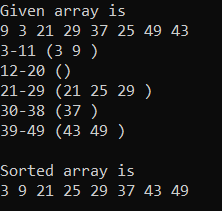 Given array is
9 3 21 29 37 25 49 43
3-11 (3 9 )
12-20 ()
21-29 (21 25 29 )
30-38 (37 )
39-49 (43 49 )
Sorted array is
3 9 21 25 29 37 43 49